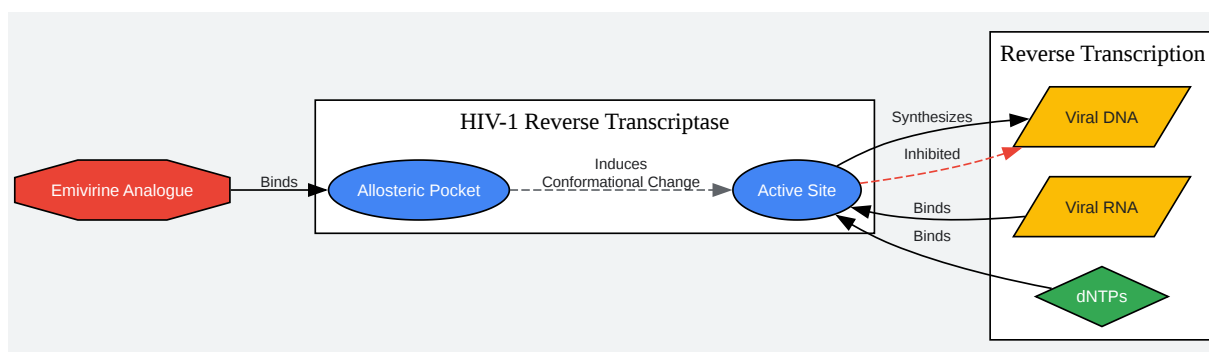 Reverse Transcription
HIV-1 Reverse Transcriptase
Emivirine Analogue
Binds
Allosteric Pocket
Induces
Conformational Change
Active Site
Synthesizes
Inhibited
Binds
Binds
Viral DNA
Viral RNA
dNTPs